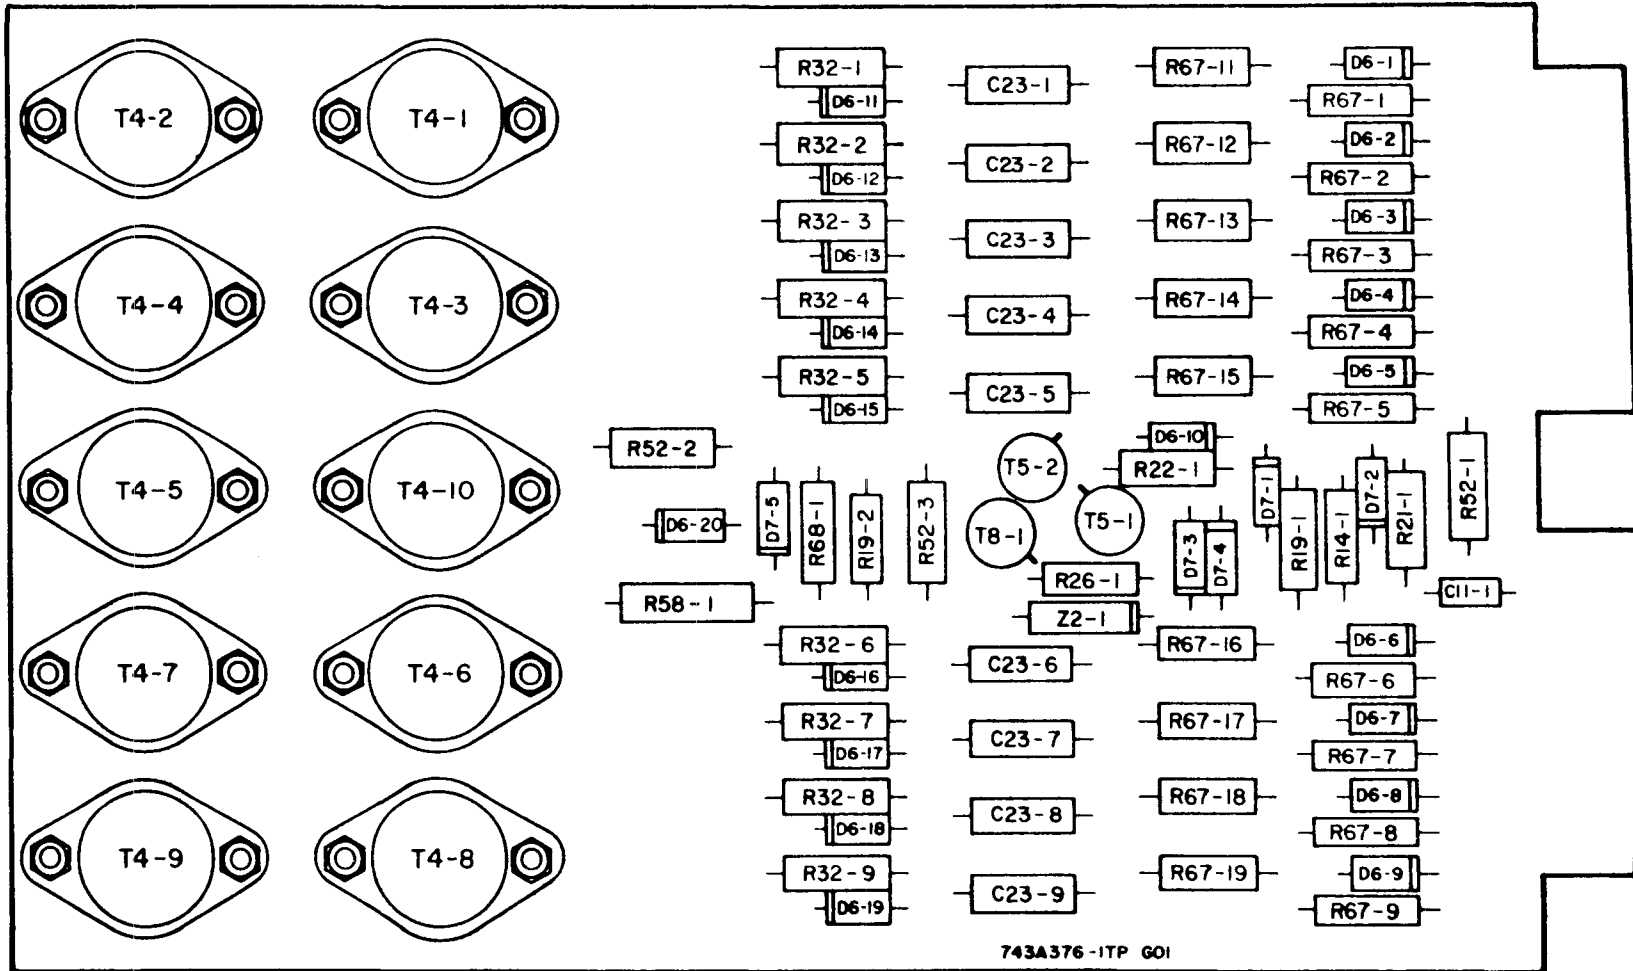 T4-2
T4-1
R32-1
D6-11
C23-1
R67-11
D6-1
R67-1
R32-2
D6-12
C23-2
R67-12
D6-2
R67-2
T4-4
T4-3
R32-3
D6-13
C23-3
R67-13
D6-3
R67-3
R32-4
D6-14
C23-4
R67-14
D6-4
R67-4
R32-5
D6-15
C23-5
R67-15
D6-5
R67-5
T4-5
T4-10
R52-2
D6-20
D7-5
R68-1
R19-2
R52-3
T5-2
T8-1
T5-1
D6-10
R22-1
D7-3
D7-4
D7-1
R19-1
R14-1
D7-2
R21-1
R52-1
R58-1
R26-1
Z2-1
C11-1
T4-7
T4-6
R32-6
D6-16
C23-6
R67-16
D6-6
R67-6
R32-7
D6-17
C23-7
R67-17
D6-7
R67-7
T4-9
T4-8
R32-8
D6-18
C23-8
R67-18
D6-8
R67-8
R32-9
D6-19
C23-9
R67-19
D6-9
R67-9
743A376-1TP G01